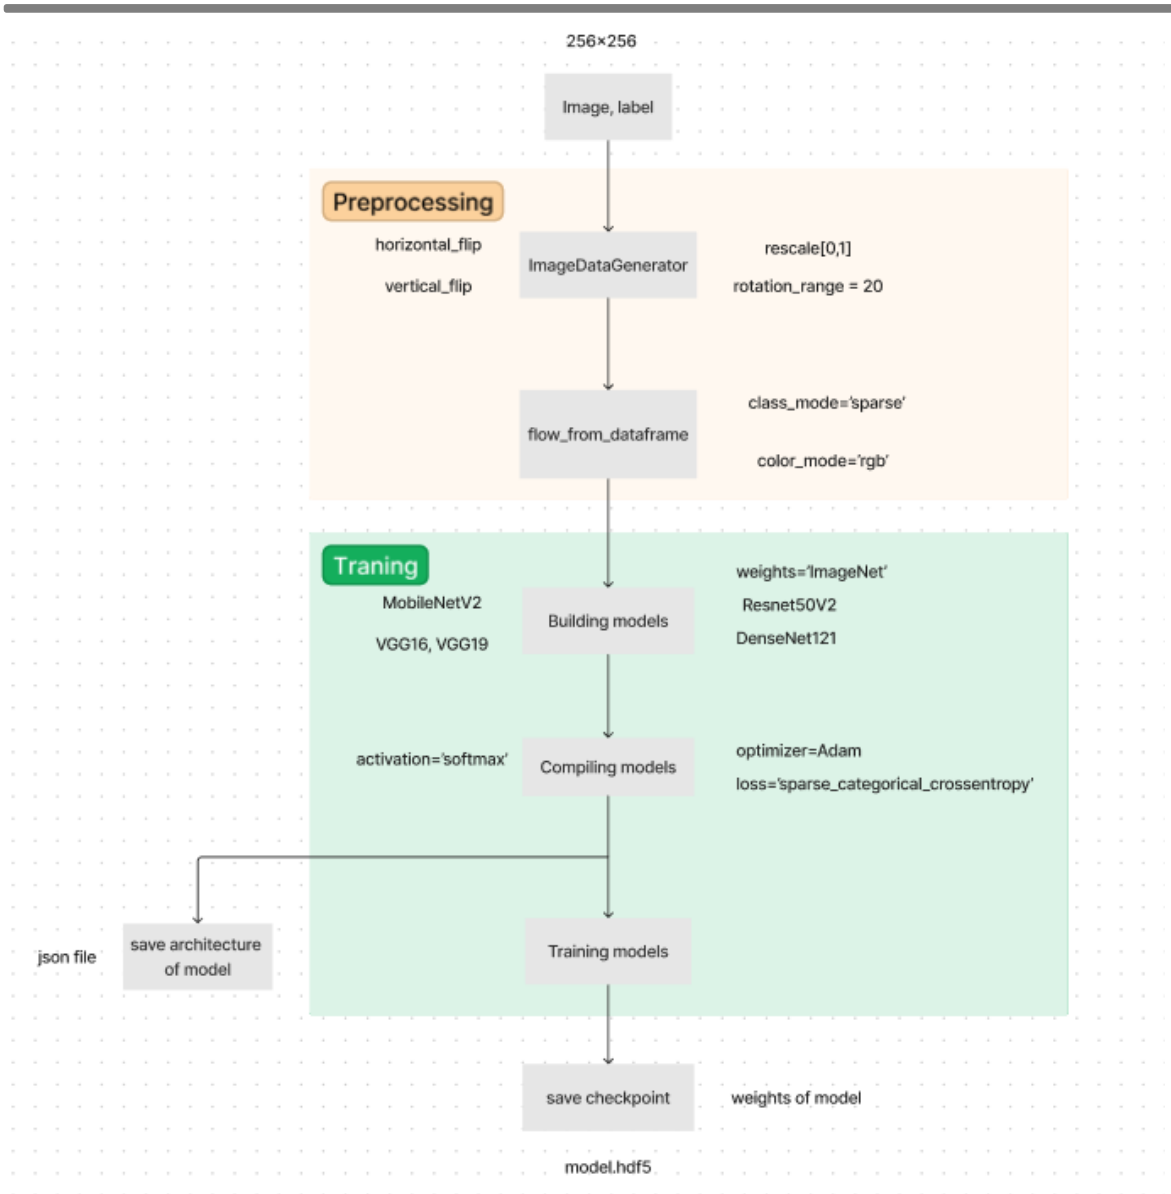 256×256
Image, label
Preprocessing
horizontal_flip
ImageDataGenerator
rescale[0,1]
vertical_flip
rotation_range = 20
class_mode='sparse'
flow_from_dataframe
color_mode='rgb'
Traning
weights='ImageNet'
MobileNetV2
Building models
Resnet50V2
VGG16, VGG19
DenseNet121
activation='softmax'
Compiling models
optimizer=Adam
loss='sparse_categorical_crossentropy'
json file
save architecture
of model
Training models
save checkpoint
weights of model
model.hdf5